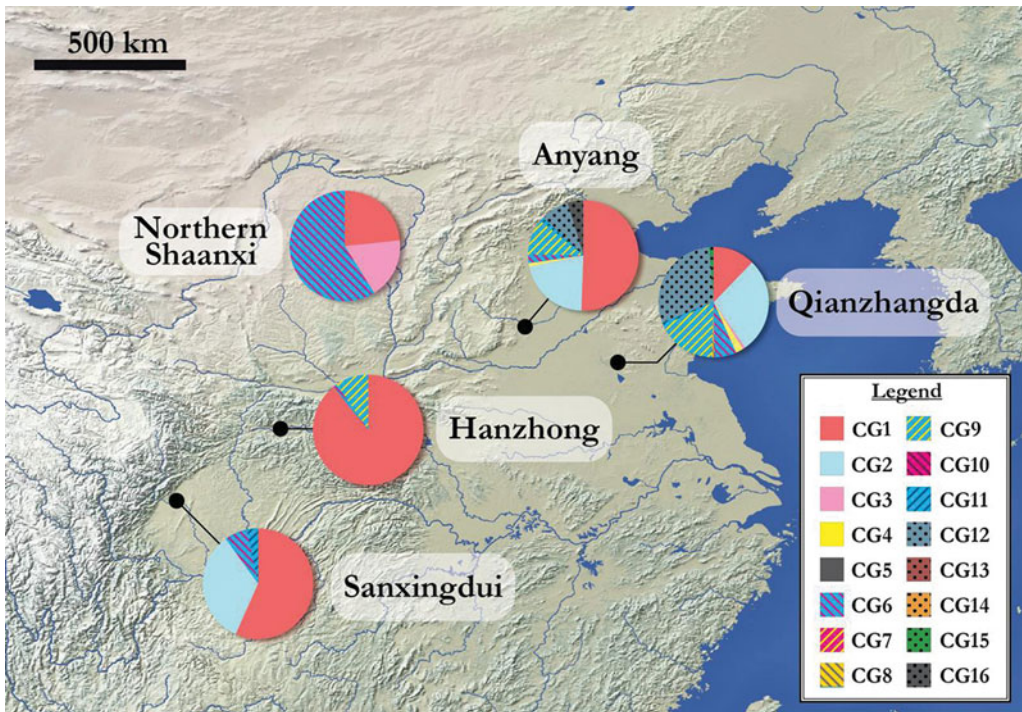 500 km
Anyang
Northern
Shaanxi
Qianzhangda
Hanzhong
Sanxingdui
Legend
CG1
CG9
CG2
CG10
CG3
CG11
CG4
CG12
CG5
CG13
CG6
CG14
CG7
CG15
CG8
CG16